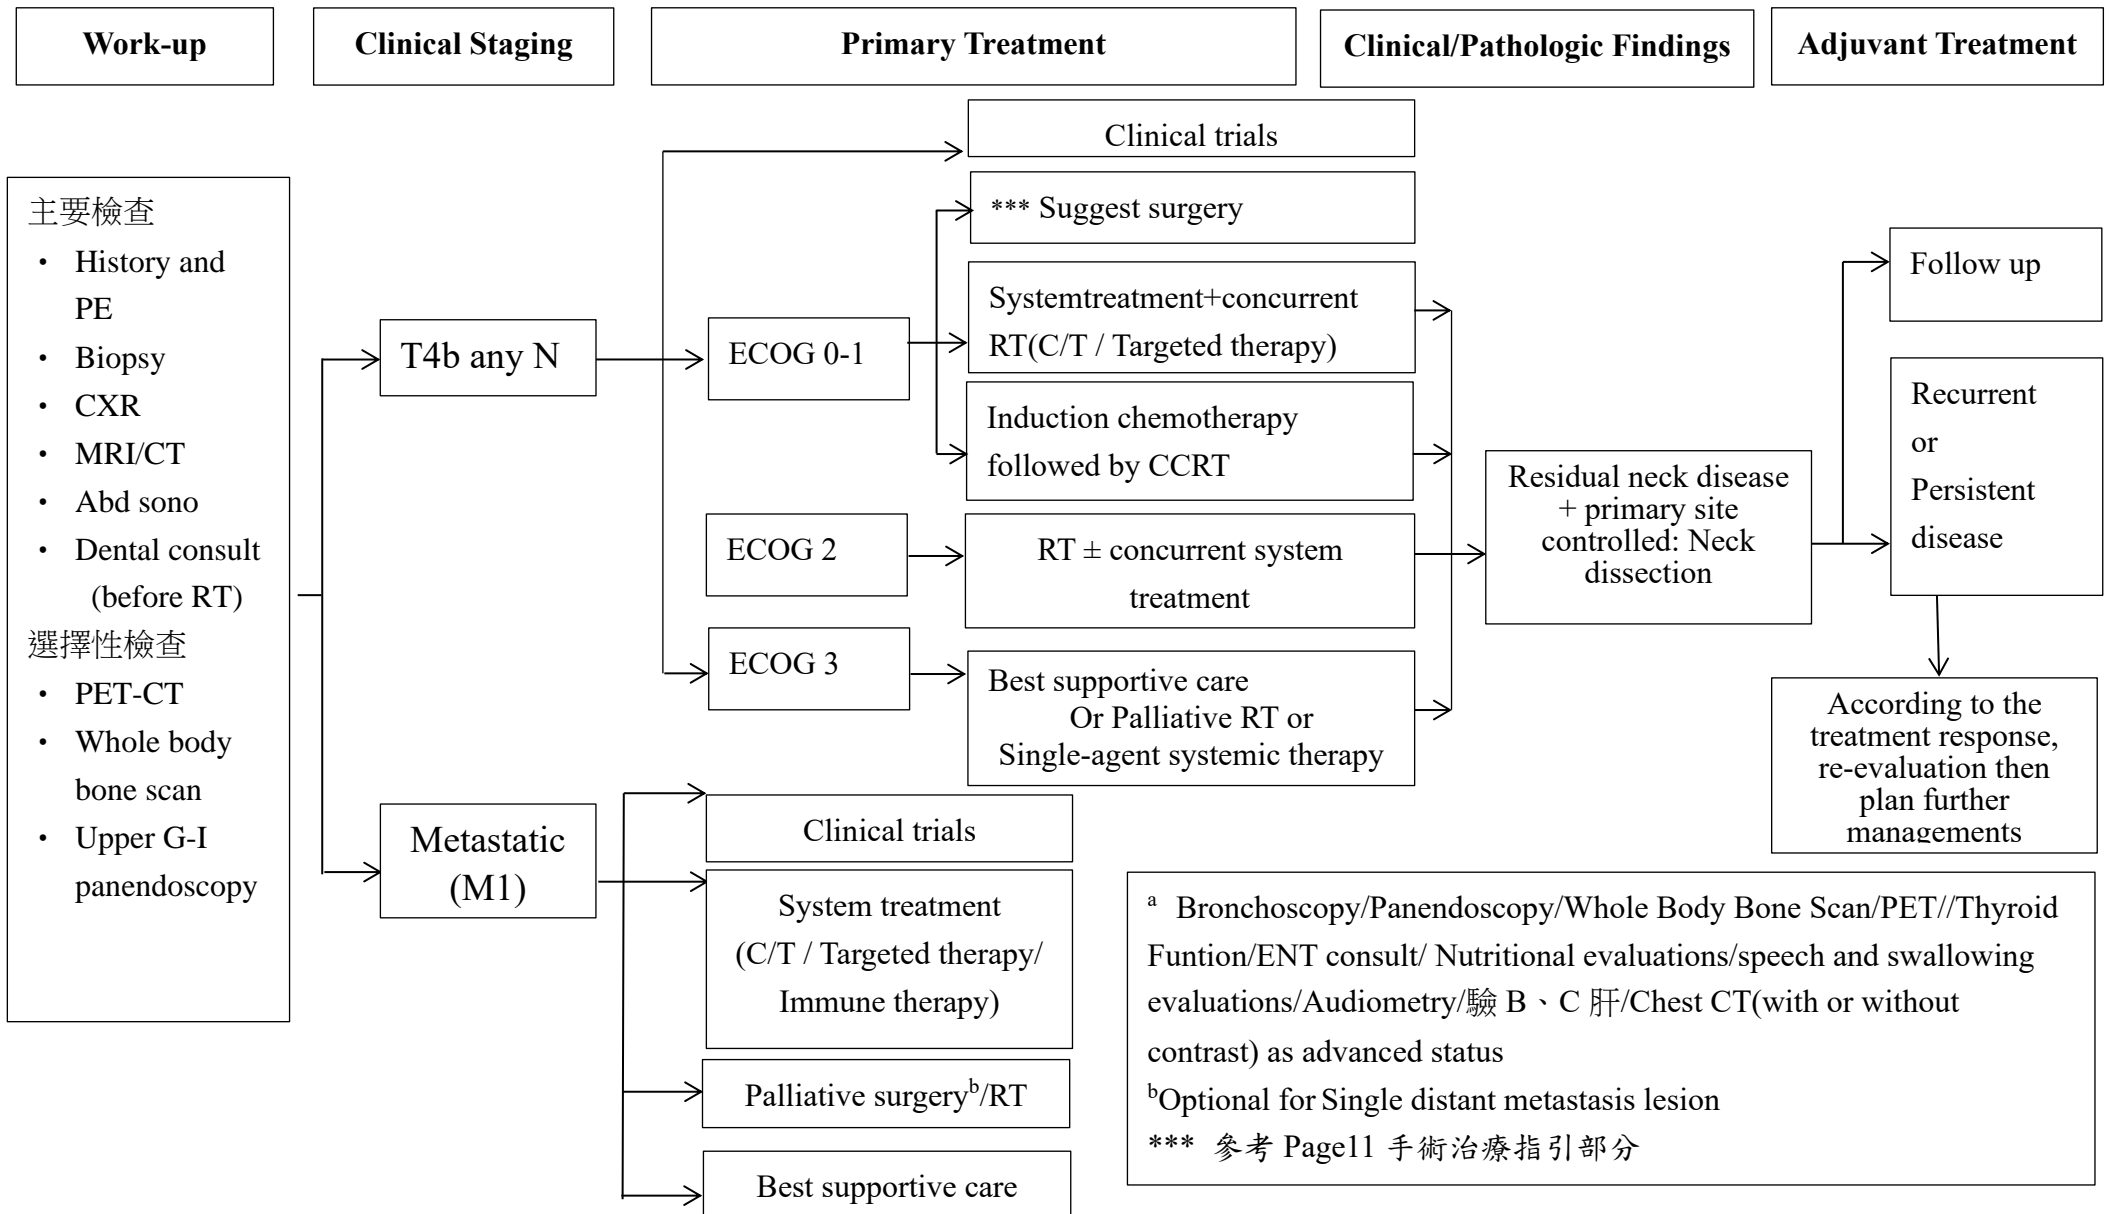 Work-up
Clinical Staging
Primary Treatment
Clinical/Pathologic Findings
Adjuvant Treatment
主要檢查
• History and
PE
• Biopsy
• CXR
• MRI/CT
• Abd sono
• Dental consult
(before RT)
選擇性檢查
• PET-CT
• Whole body
bone scan
• Upper G-I
panendoscopy
T4b any N
Metastatic
(M1)
ECOG 0-1
ECOG 2
ECOG 3
Clinical trials
*** Suggest surgery
Systemtreatment+concurrent
RT(C/T / Targeted therapy)
Induction chemotherapy
followed by CCRT
RT ± concurrent system
treatment
Best supportive care
Or Palliative RT or
Single-agent systemic therapy
Clinical trials
System treatment
(C/T / Targeted therapy/
Immune therapy)
Palliative surgeryᵇ/RT
Best supportive care
Residual neck disease
+ primary site
controlled: Neck
dissection
Follow up
Recurrent
or
Persistent
disease
According to the
treatment response,
re-evaluation then
plan further
managements
ᵃ Bronchoscopy/Panendoscopy/Whole Body Bone Scan/PET//Thyroid
Funtion/ENT consult/ Nutritional evaluations/speech and swallowing
evaluations/Audiometry/驗 B、C 肝/Chest CT(with or without
contrast) as advanced status
ᵇOptional for Single distant metastasis lesion
*** 參考 Page11 手術治療指引部分